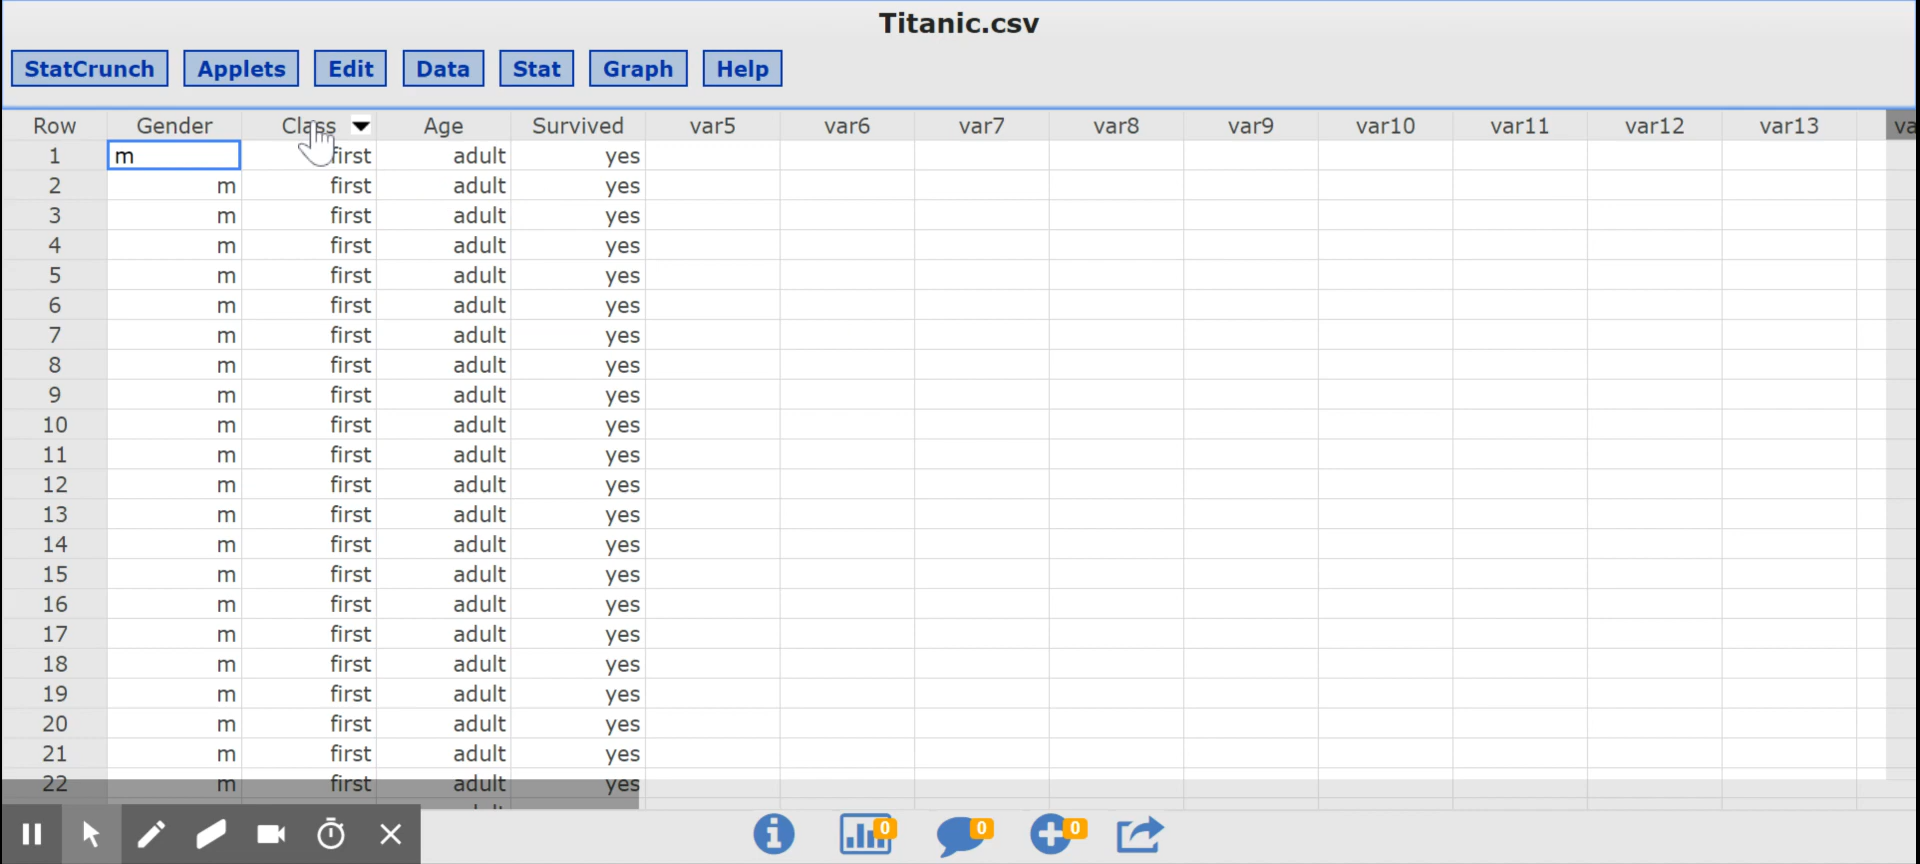 Titanic.csv
StatCrunch Applets Edit Data Stat Graph Help
Row Gender Class Age Survived var5 var6 var7 var8 var9 var10 var11 var12 var13 va
1 m first adult yes
2 m first adult yes
3 m first adult yes
4 m first adult yes
5 m first adult yes
6 m first adult yes
7 m first adult yes
8 m first adult yes
9 m first adult yes
10 m first adult yes
11 m first adult yes
12 m first adult yes
13 m first adult yes
14 m first adult yes
15 m first adult yes
16 m first adult yes
17 m first adult yes
18 m first adult yes
19 m first adult yes
20 m first adult yes
21 m first adult yes
22 m first adult yes
0 0 0